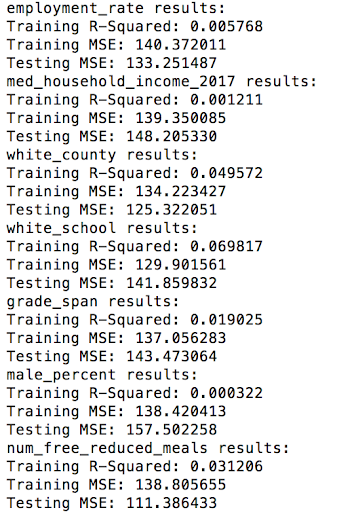 employment_rate results:
Training R-Squared: 0.005768
Training MSE: 140.372011
Testing MSE: 133.251487
med_household_income_2017 results:
Training R-Squared: 0.001211
Training MSE: 139.350085
Testing MSE: 148.205330
white_county results:
Training R-Squared: 0.049572
Training MSE: 134.223427
Testing MSE: 125.322051
white_school results:
Training R-Squared: 0.069817
Training MSE: 129.901561
Testing MSE: 141.859832
grade_span results:
Training R-Squared: 0.019025
Training MSE: 137.056283
Testing MSE: 143.473064
male_percent results:
Training R-Squared: 0.000322
Training MSE: 138.420413
Testing MSE: 157.502258
num_free_reduced_meals results:
Training R-Squared: 0.031206
Training MSE: 138.805655
Testing MSE: 111.386433